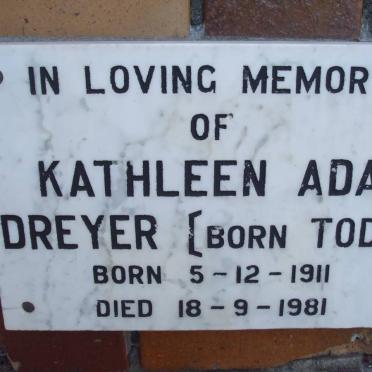 IN LOVING MEMOR
OF
KATHLEEN ADA
DREYER [BORN TOD
BORN 5-12-1911
DIED 18-9-1981